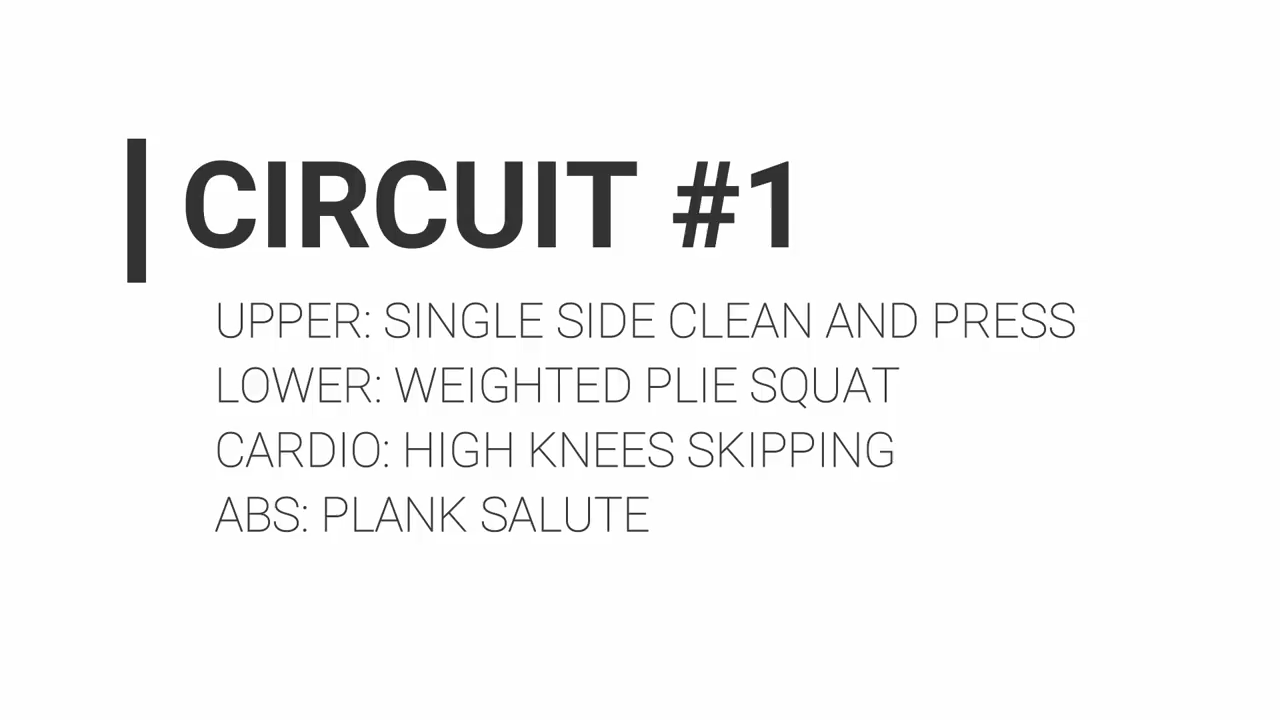 CIRCUIT #1
UPPER: SINGLE SIDE CLEAN AND PRESS
LOWER: WEIGHTED PLIE SQUAT
CARDIO: HIGH KNEES SKIPPING
ABS: PLANK SALUTE